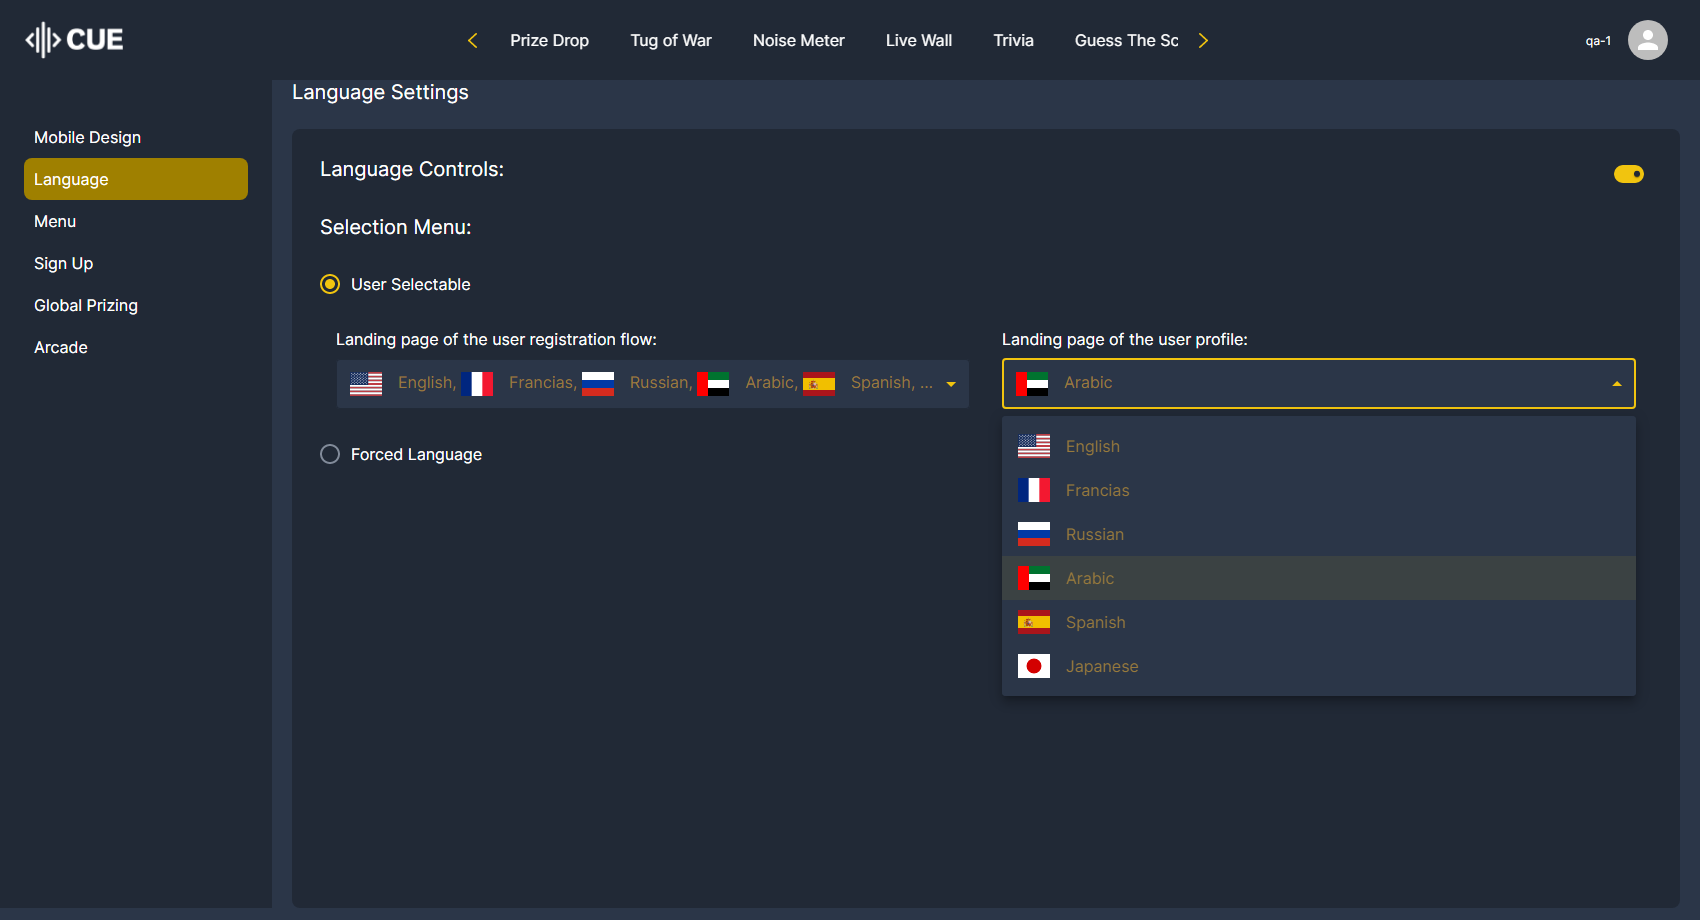 CUE
Prize Drop Tug of War Noise Meter Live Wall Trivia Guess The Sc
qa-1
Mobile Design
Language
Menu
Sign Up
Global Prizing
Arcade
Language Settings
Language Controls:
Selection Menu:
User Selectable
Landing page of the user registration flow:
English, Francias, Russian, Arabic, Spanish, ...
Forced Language
Landing page of the user profile:
Arabic
English
Francias
Russian
Arabic
Spanish
Japanese